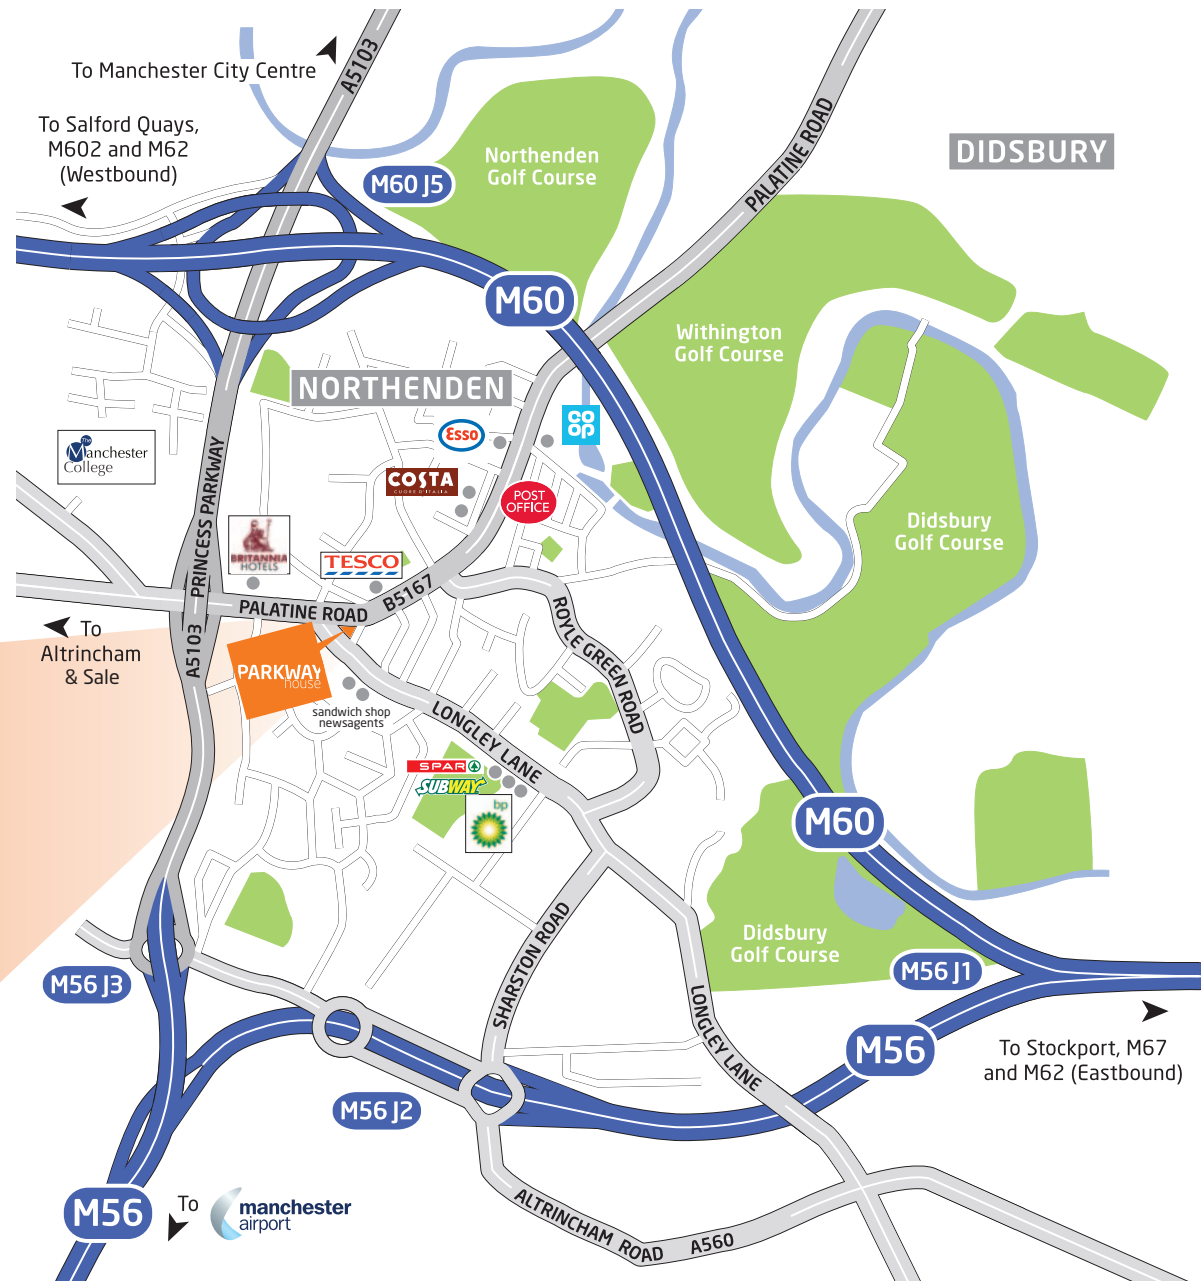 A5103
To Manchester City Centre
To Salford Quays,
M602 and M62
(Westbound)
M60 J5
Northenden
Golf Course
PALATINE ROAD
DIDSBURY
M60
Withington
Golf Course
NORTHENDEN
Esso
co
op
The
Manchester
College
COSTA
CUORE D'ITALIA
POST
OFFICE
PRINCESS PARKWAY
Didsbury
Golf Course
BRITANNIA
HOTELS
TESCO
B5167
PALATINE ROAD
ROYLE GREEN ROAD
To
Altrincham
& Sale
A5103
PARKWAY
house
sandwich shop
newsagents
LONGLEY LANE
SPAR
SUBWAY
bp
M60
Didsbury
Golf Course
SHARSTON ROAD
M56 J3
M56 J1
LONGLEY LANE
M56
To Stockport, M67
and M62 (Eastbound)
M56 J2
M56
To
manchester
airport
ALTRINCHAM ROAD
A560